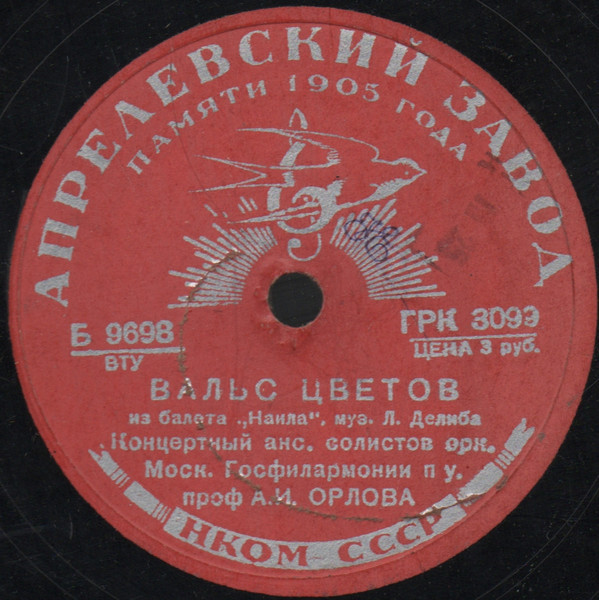 АПРЕЛЕВСКИЙ ЗАВОД
ПАМЯТИ 1905 ГОДА
Б 9698
ВТУ
ГРК 3099
ЦЕНА 3 руб.
ВАЛЬС ЦВЕТОВ
из балета „Наила“, муз. Л. Делиба
Концертный анс. солистов орк.
Моск. Госфилармонии п у.
проф А.И. ОРЛОВА
НКОМ СССР